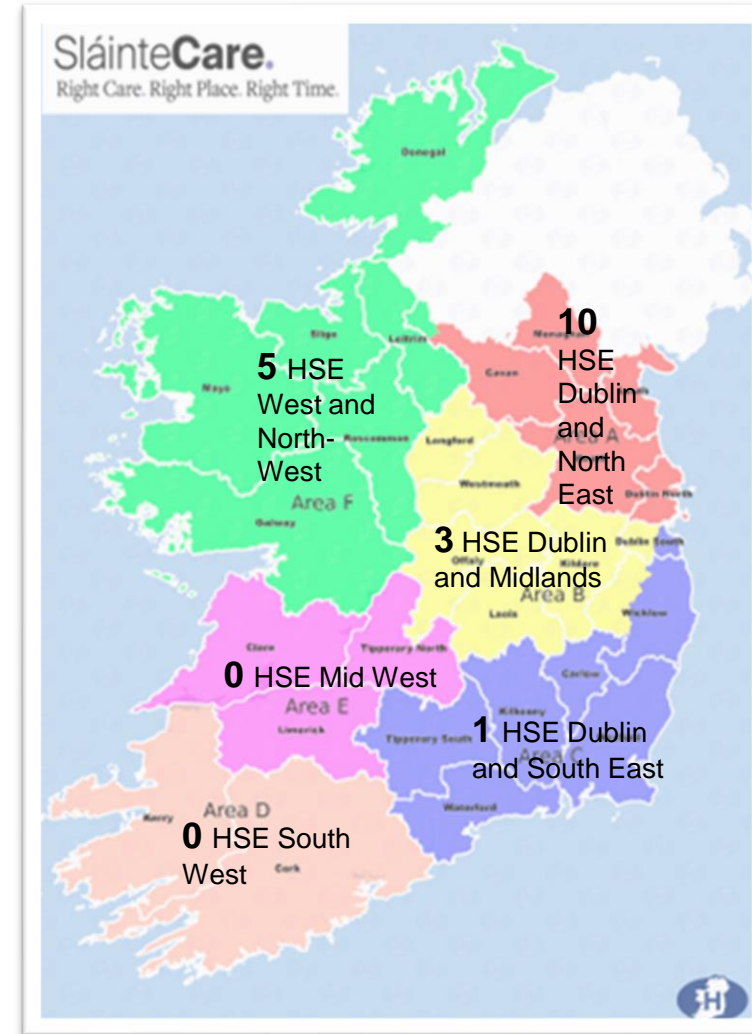 SláinteCare.
Right Care. Right Place. Right Time.
Donegal
10
Monaghan
HSE
Sligo
Leitrim
Cavan
Dublin
5 HSE
Mayo
and
Area A
West and
North
North-
Roscommon
Longford
East
West
Dublin North
Westmeath
Area F
Galway
3 HSE Dublin
Dublin South
Offaly
Kildare
and Midlands
Area B
Laois
Wicklow
Clare
Tipperary North
Carlow
0 HSE Mid West
Area E
Kilkenny
Limerick
Tipperary South
1 HSE Dublin
Area C
and South East
Waterford
Area D
Kerry
0 HSE South
West
Cork
H